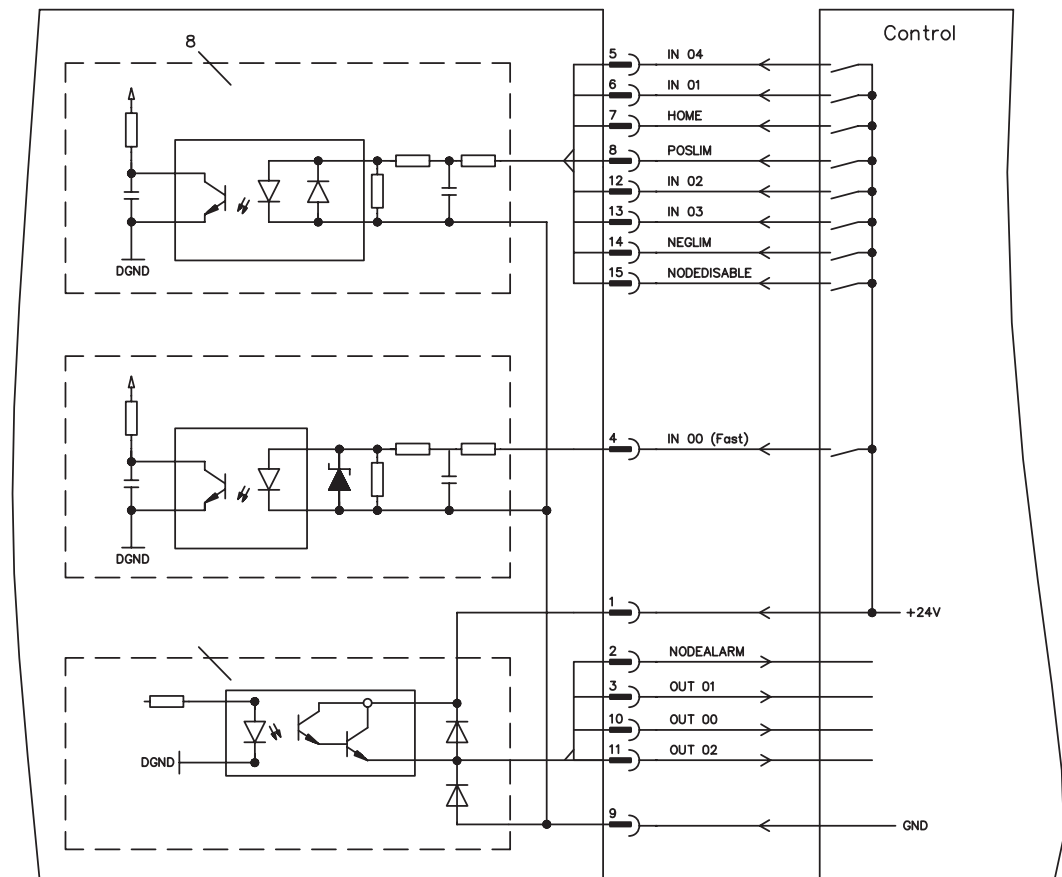 Control
8
5 IN 04
6 IN 01
7 HOME
8 POSLIM
12 IN 02
13 IN 03
14 NEGLIM
15 NODEDISABLE
DGND
4 IN 00 (Fast)
DGND
1 +24V
2 NODEALARM
3 OUT 01
10 OUT 00
11 OUT 02
DGND
9 GND